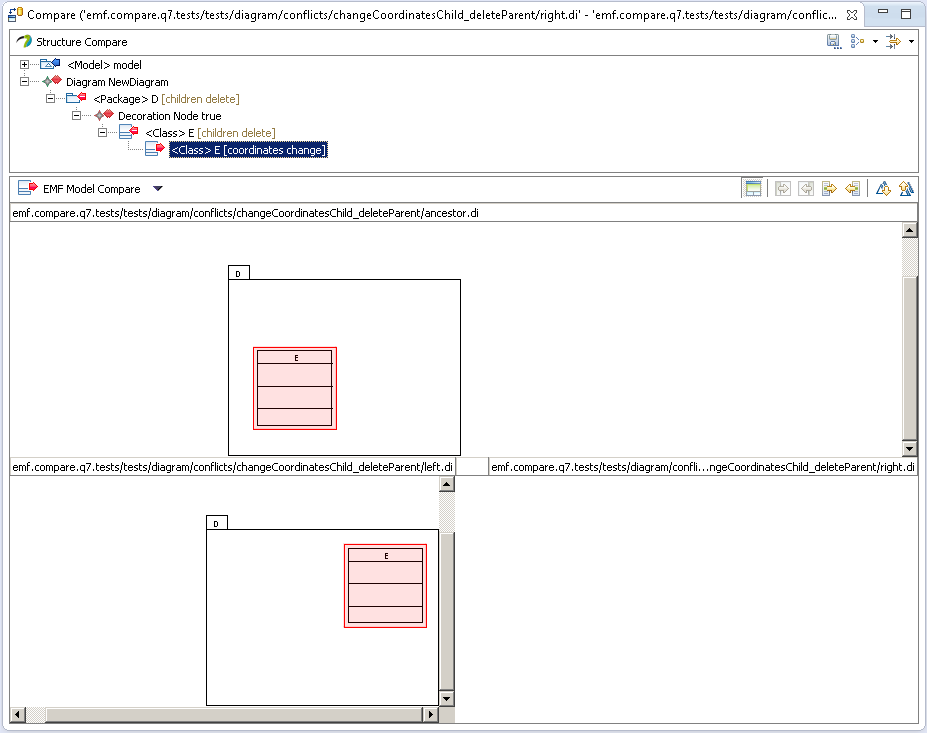 Compare ('emf.compare.q7.tests/tests/diagram/conflicts/changeCoordinatesChild_deleteParent/right.di' - 'emf.compare.q7.tests/tests/diagram/conflic...
Structure Compare
<Model> model
Diagram NewDiagram
<Package> D [children delete]
Decoration Node true
<Class> E [children delete]
<Class> E [coordinates change]
EMF Model Compare
emf.compare.q7.tests/tests/diagram/conflicts/changeCoordinatesChild_deleteParent/ancestor.di
D
E
emf.compare.q7.tests/tests/diagram/conflicts/changeCoordinatesChild_deleteParent/left.di
emf.compare.q7.tests/tests/diagram/confli...ngeCoordinatesChild_deleteParent/right.di
D
E